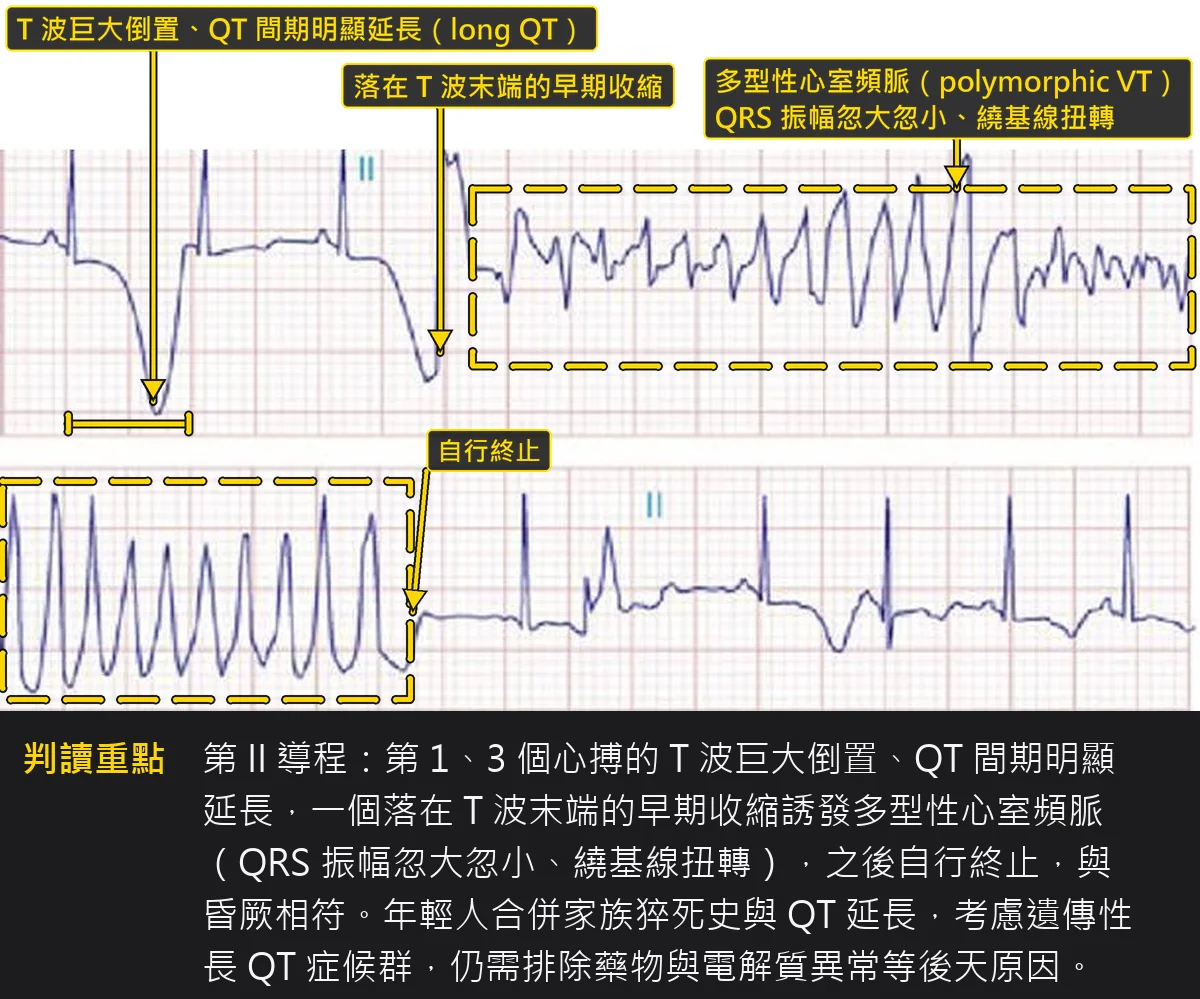 T 波巨大倒置、QT 間期明顯延長（long QT）
落在 T 波末端的早期收縮
多型性心室頻脈（polymorphic VT）
QRS 振幅忽大忽小、繞基線扭轉
II
自行終止
II
判讀重點
第 II 導程：第 1、3 個心搏的 T 波巨大倒置、QT 間期明顯
延長，一個落在 T 波末端的早期收縮誘發多型性心室頻脈
（QRS 振幅忽大忽小、繞基線扭轉），之後自行終止，與
昏厥相符。年輕人合併家族猝死史與 QT 延長，考慮遺傳性
長 QT 症候群，仍需排除藥物與電解質異常等後天原因。